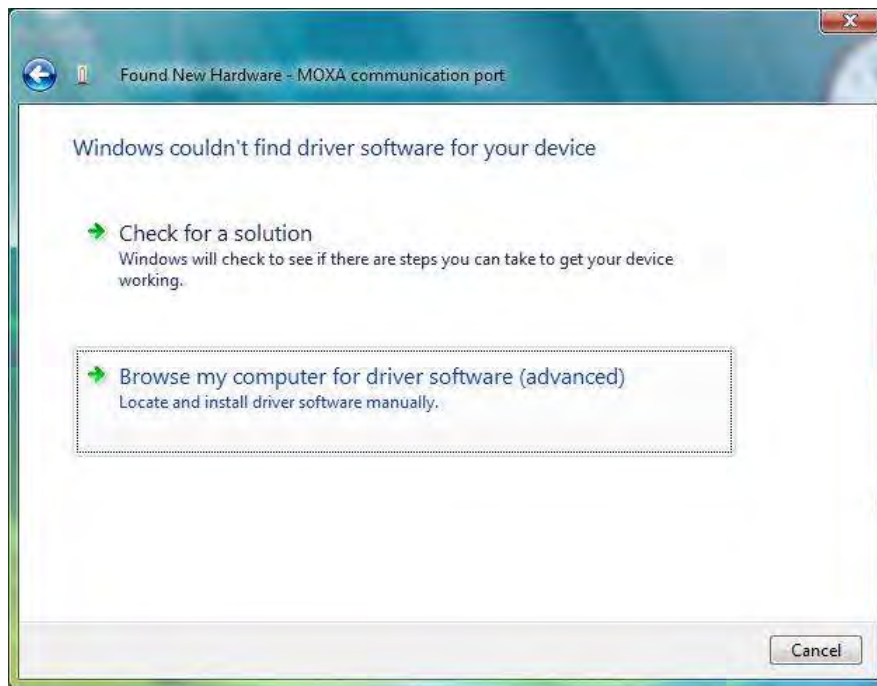 Found New Hardware - MOXA communication port
Windows couldn't find driver software for your device
Check for a solution
Windows will check to see if there are steps you can take to get your device
working.
Browse my computer for driver software (advanced)
Locate and install driver software manually.
Cancel